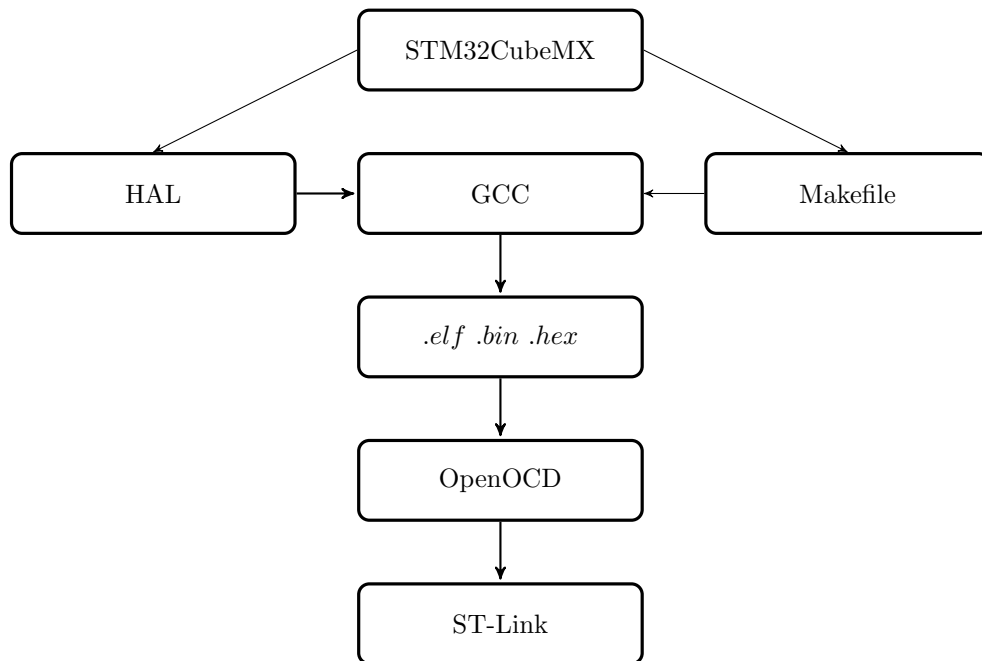 STM32CubeMX
HAL
GCC
Makefile
.elf .bin .hex
OpenOCD
ST-Link